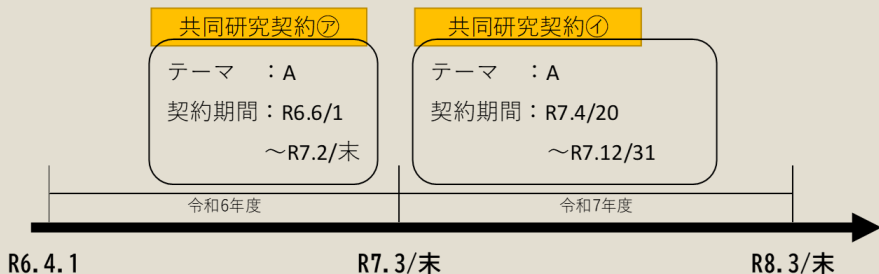 共同研究契約㋐
テーマ　：A
契約期間：R6.6/1
～R7.2/末
共同研究契約㋑
テーマ　：A
契約期間：R7.4/20
～R7.12/31
令和6年度
令和7年度
R6.4.1
R7.3/末
R8.3/末